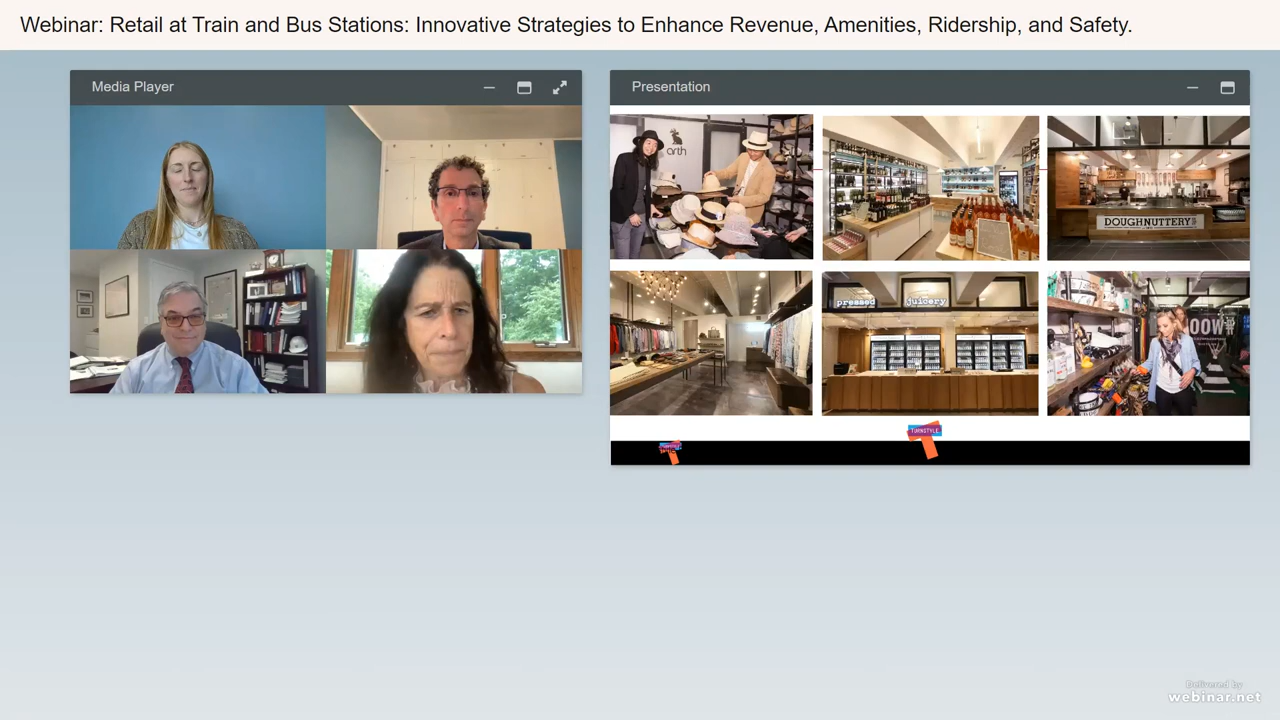 Webinar: Retail at Train and Bus Stations: Innovative Strategies to Enhance Revenue, Amenities, Ridership, and Safety.
Media Player
Presentation
arth
DOUGHNUTTERY
pressed juicery
TURNSTYLE
Delivered by
webinar.net